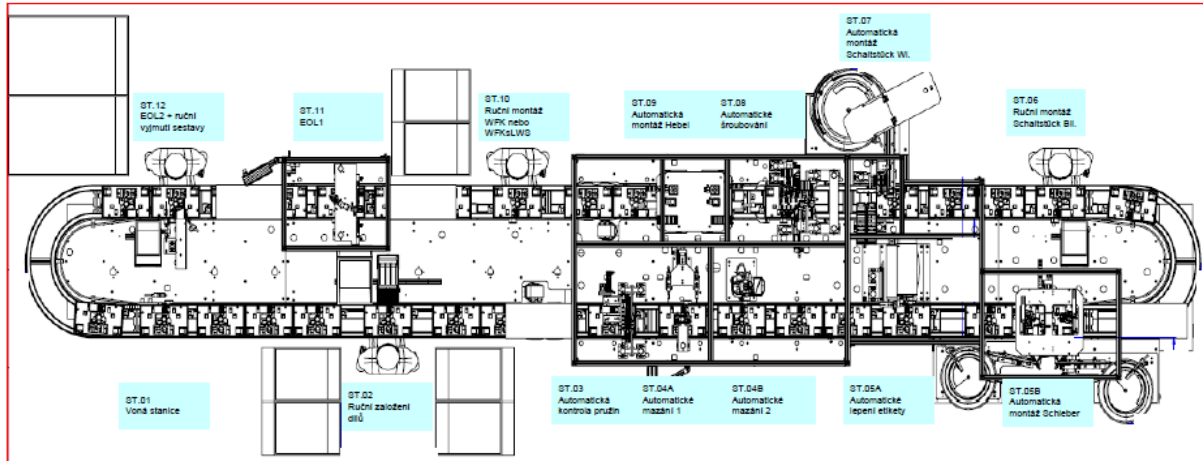 ST.07
Automatická
montáž
Schaltstück Wi.
ST.12
EOL2 + ruční
vyjmutí sestavy
ST.11
EOL1
ST.10
Ruční montáž
WFK nebo
WFKsLWS
ST.09
Automatická
montáž Hebel
ST.08
Automatické
šroubování
ST.06
Ruční montáž
Schaltstück Bli.
ST.01
Voná stanice
ST.02
Ruční založení
dílů
ST.03
Automatická
kontrola pružin
ST.04A
Automatické
mazání 1
ST.04B
Automatické
mazání 2
ST.05A
Automatické
lepení etikety
ST.05B
Automatická
montáž Schieber